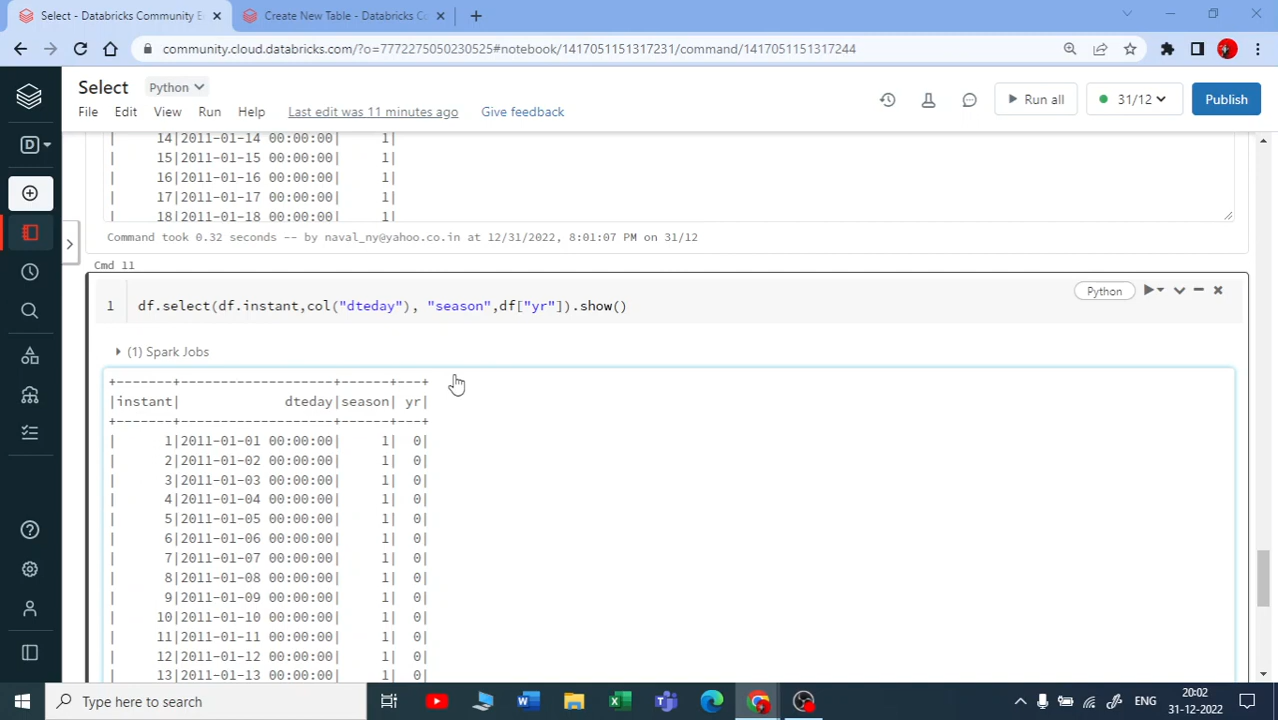 Select - Databricks Community E
Create New Table - Databricks Co
community.cloud.databricks.com/?o=7772275050230525#notebook/1417051151317231/command/1417051151317244
Select Python
File Edit View Run Help Last edit was 11 minutes ago Give feedback
Run all 31/12 Publish
D
| 14|2011-01-14 00:00:00| 1|
| 15|2011-01-15 00:00:00| 1|
| 16|2011-01-16 00:00:00| 1|
| 17|2011-01-17 00:00:00| 1|
| 18|2011-01-18 00:00:00| 1|
Command took 0.32 seconds -- by naval_ny@yahoo.co.in at 12/31/2022, 8:01:07 PM on 31/12
Cmd 11
1 df.select(df.instant,col("dteday"), "season",df["yr"]).show()
Python
(1) Spark Jobs
+-------+-------------------+------+---+
|instant| dteday|season| yr|
+-------+-------------------+------+---+
| 1|2011-01-01 00:00:00| 1| 0|
| 2|2011-01-02 00:00:00| 1| 0|
| 3|2011-01-03 00:00:00| 1| 0|
| 4|2011-01-04 00:00:00| 1| 0|
| 5|2011-01-05 00:00:00| 1| 0|
| 6|2011-01-06 00:00:00| 1| 0|
| 7|2011-01-07 00:00:00| 1| 0|
| 8|2011-01-08 00:00:00| 1| 0|
| 9|2011-01-09 00:00:00| 1| 0|
| 10|2011-01-10 00:00:00| 1| 0|
| 11|2011-01-11 00:00:00| 1| 0|
| 12|2011-01-12 00:00:00| 1| 0|
| 13|2011-01-13 00:00:00| 1| 0|
Type here to search
ENG
20:02
31-12-2022